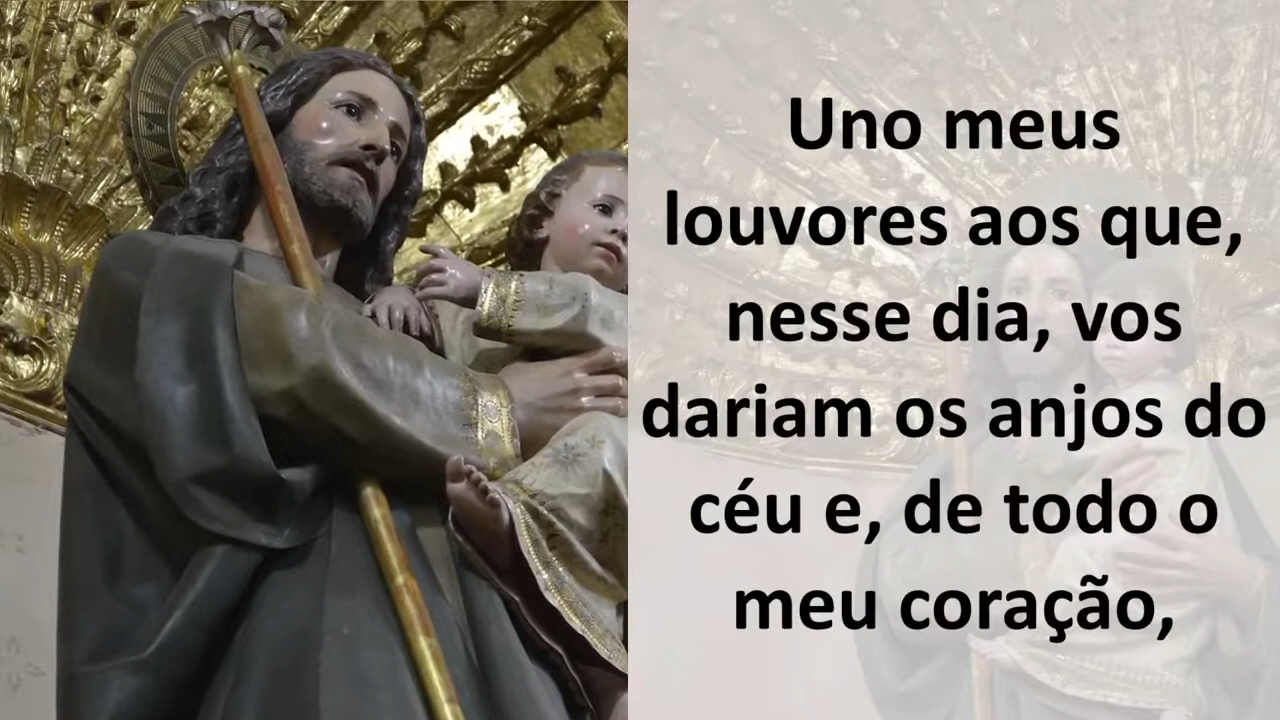 Uno meus
louvores aos que,
nesse dia, vos
dariam os anjos do
céu e, de todo o
meu coração,